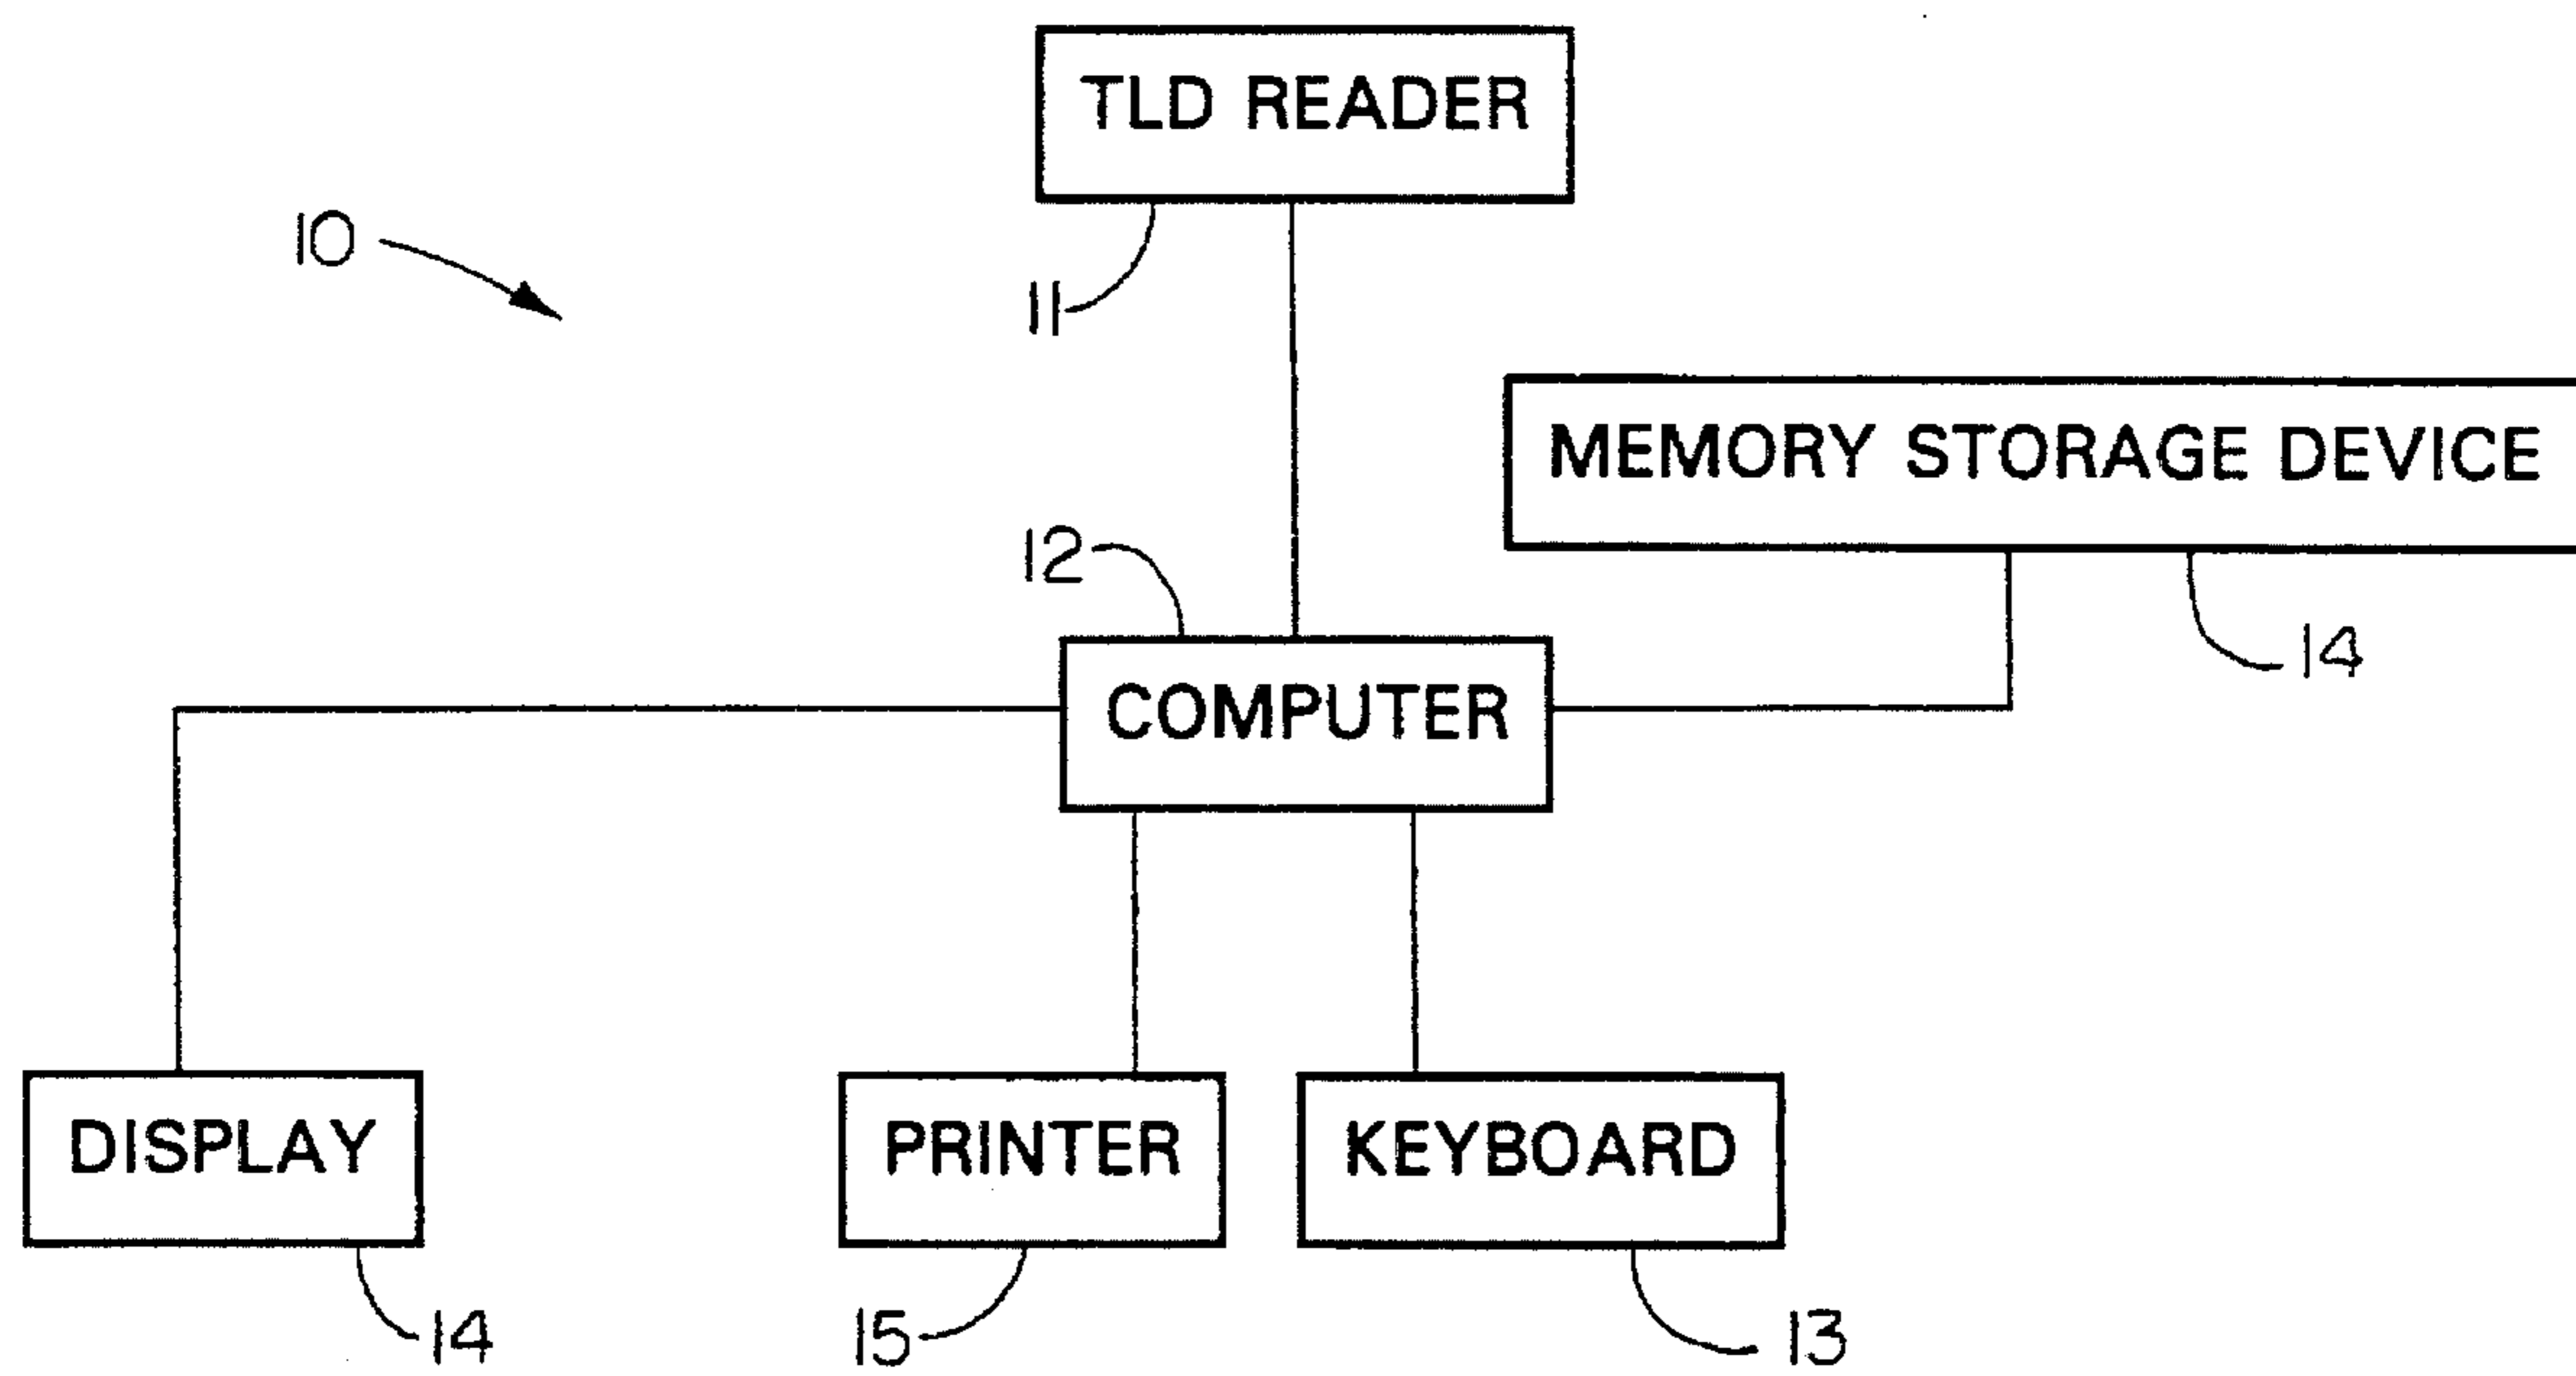 TLD READER
10
11
MEMORY STORAGE DEVICE
12
14
COMPUTER
DISPLAY
PRINTER
KEYBOARD
14
15
13